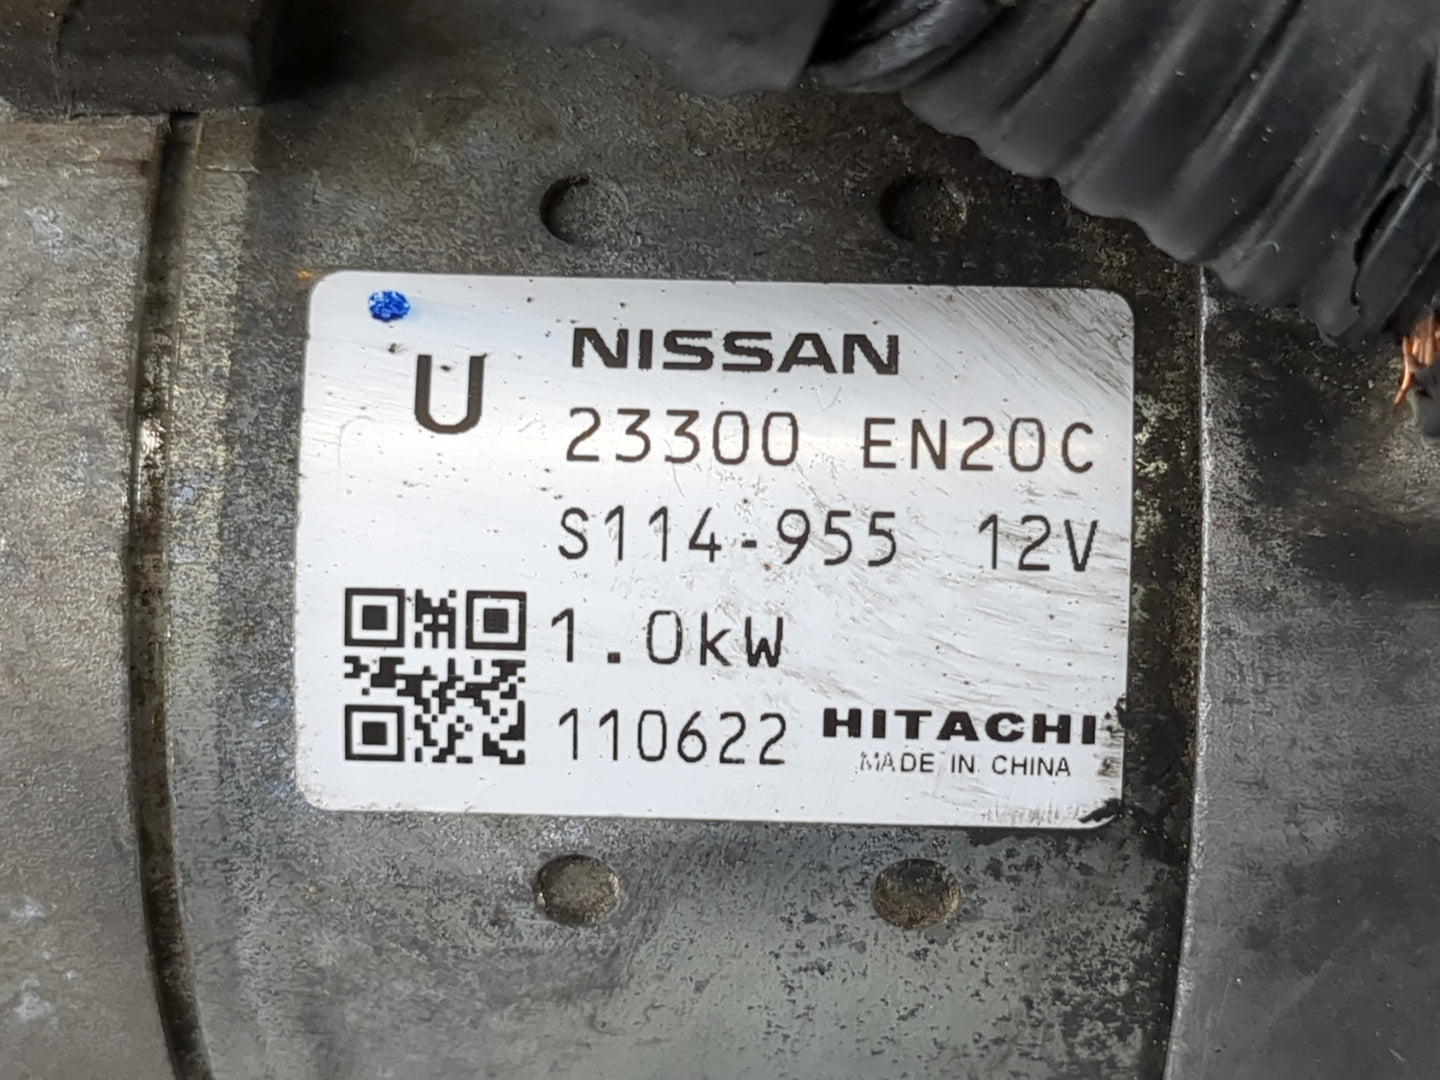 NISSAN
U
23300 EN20C
S114-955 12V
1.0kW
110622 HITACHI
MADE IN CHINA